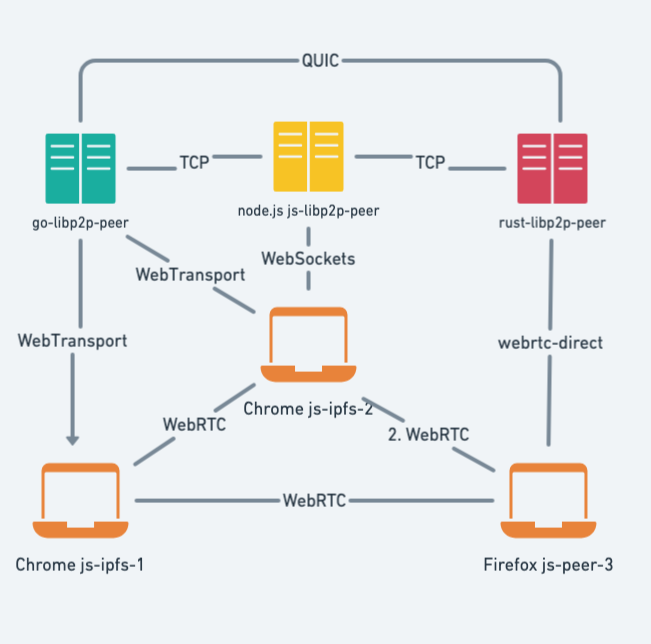 QUIC
TCP
TCP
go-libp2p-peer
node.js js-libp2p-peer
rust-libp2p-peer
WebTransport
WebSockets
WebTransport
webrtc-direct
Chrome js-ipfs-2
WebRTC
2. WebRTC
WebRTC
Chrome js-ipfs-1
Firefox js-peer-3